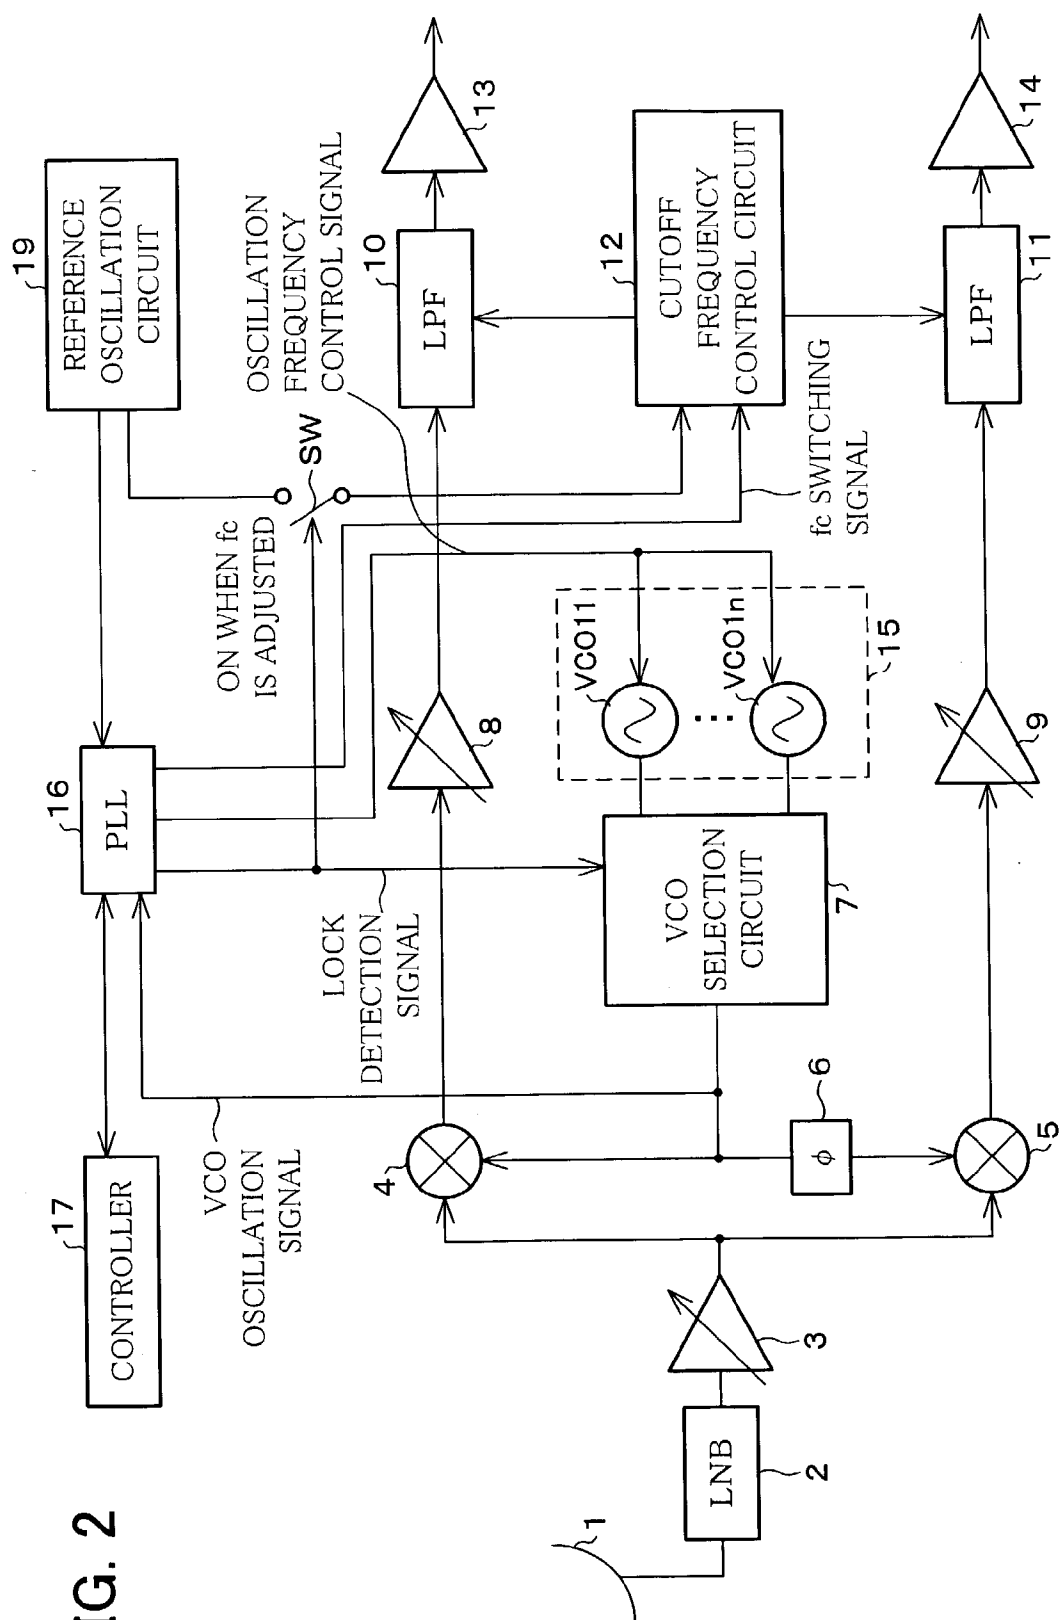 IG. 2
17
CONTROLLER
16
PLL
19
REFERENCE
OSCILLATION
CIRCUIT
VCO
OSCILLATION
SIGNAL
LOCK
DETECTION
SIGNAL
ON WHEN fc
IS ADJUSTED
SW
OSCILLATION
FREQUENCY
CONTROL SIGNAL
4
8
10
LPF
13
1
2
LNB
3
7
VCO
SELECTION
CIRCUIT
VCO11
VCO1n
15
12
CUTOFF
FREQUENCY
CONTROL CIRCUIT
fc SWITCHING
SIGNAL
6
ϕ
5
9
11
LPF
14